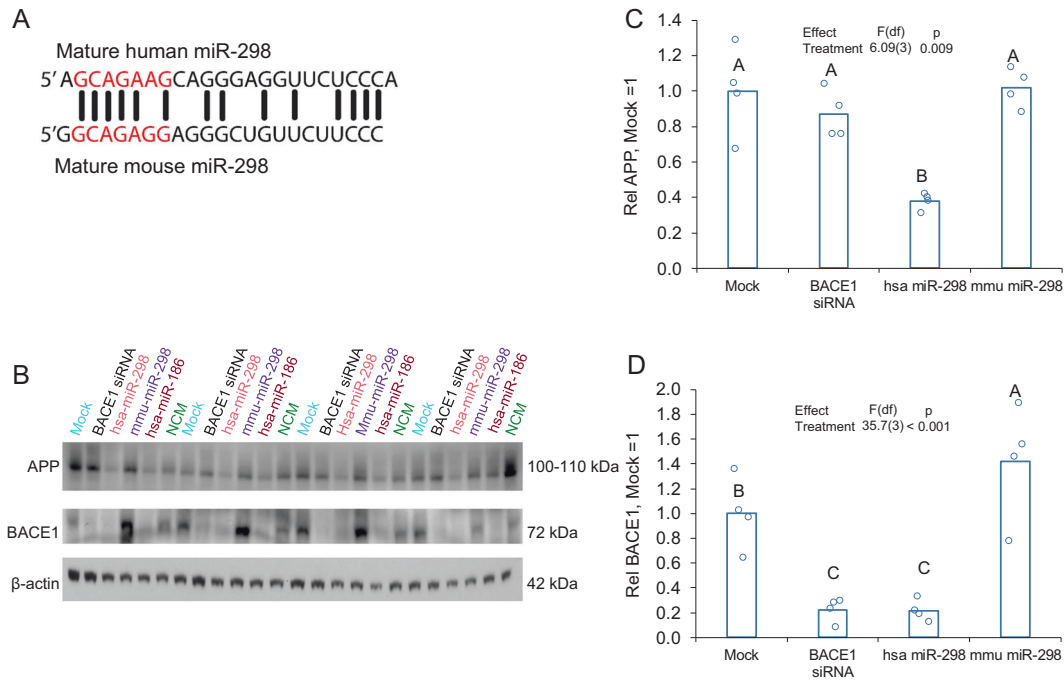 A
Mature human miR-298
5' AGCAGAAGCAGGGAGGUUCUCCCA
5'GGCAGAGGAGGGCUGUUCUUCCC
Mature mouse miR-298
B
Mock BACE1 siRNA hsa-miR-298 mmu-miR-298 hsa-miR-186 NCM Mock BACE1 siRNA hsa-miR-298 mmu-miR-298 hsa-miR-186 NCM Mock BACE1 siRNA Hsa-miR-298 Mmu-miR-298 hsa-miR-186 NCM Mock BACE1 siRNA hsa-miR-298 mmu-miR-298 hsa-miR-186 NCM
APP 100-110 kDa
BACE1 72 kDa
β-actin 42 kDa
C
Rel APP, Mock =1
1.4
1.2
1.0
0.8
0.6
0.4
0.2
0.0
Effect F(df) p
Treatment 6.09(3) 0.009
A A B A
Mock BACE1 siRNA hsa miR-298 mmu miR-298
D
Rel BACE1, Mock =1
2.0
1.8
1.6
1.4
1.2
1.0
0.8
0.6
0.4
0.2
0.0
Effect F(df) p
Treatment 35.7(3) < 0.001
B C C A
Mock BACE1 siRNA hsa miR-298 mmu miR-298